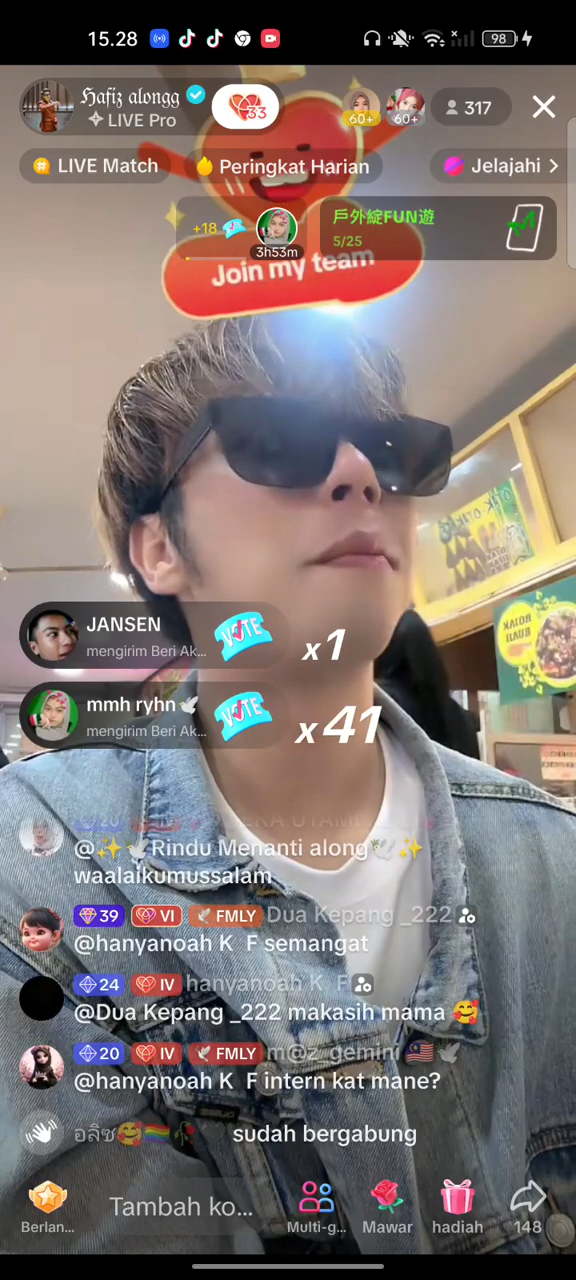 15.28
98
Hafiz alongg
LIVE Pro
33
60+
60+
317
LIVE Match
Peringkat Harian
Jelajahi
+18
3h53m
戶外綻FUN遊
5/25
Join my team
JANSEN
mengirim Beri Ak...
VOTE
x1
mmh ryhn🕊
mengirim Beri Ak...
VOTE
x41
@✨🕊Rindu Menanti along🕊✨
waalaikumussalam
39 VI FMLY Dua Kepang _222
@hanyanoah K F semangat
24 IV hanyanoah K F
@Dua Kepang _222 makasih mama 🥰
20 IV FMLY m@z_gemini🇲🇾🕊
@hanyanoah K F intern kat mane?
อลิซ🥰🏳️‍🌈🥀 sudah bergabung
Berlan...
Tambah ko...
Multi-g...
Mawar
hadiah
148